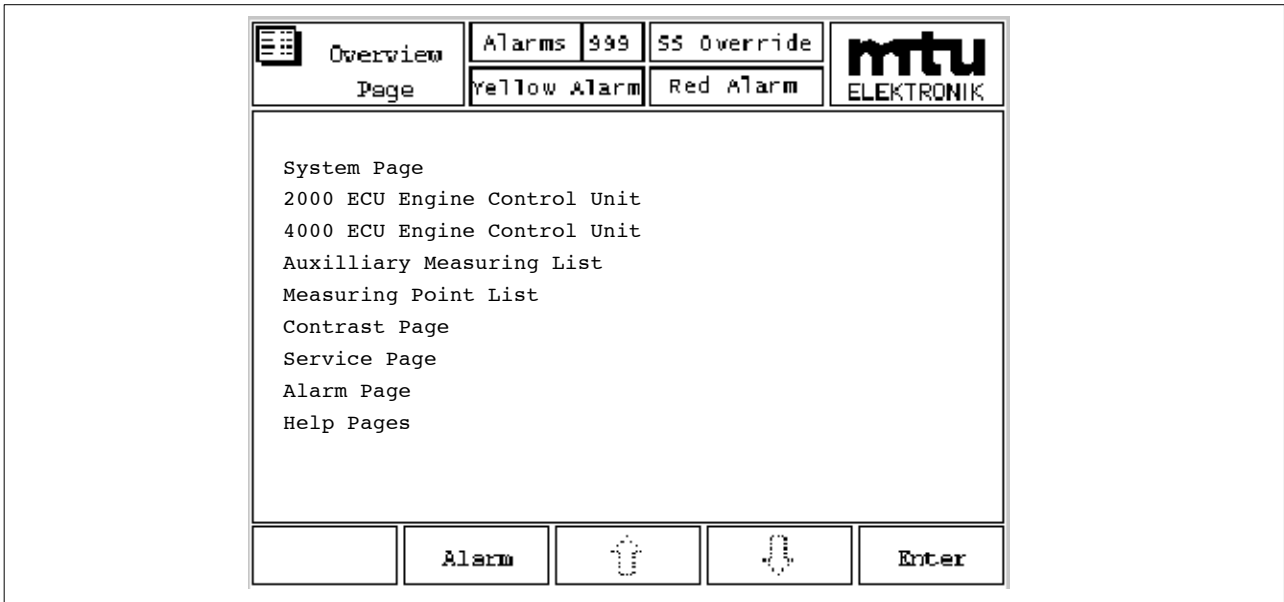 Overview
Page
Alarms 999
SS Override
Yellow Alarm
Red Alarm
mtu
ELEKTRONIK
System Page
2000 ECU Engine Control Unit
4000 ECU Engine Control Unit
Auxilliary Measuring List
Measuring Point List
Contrast Page
Service Page
Alarm Page
Help Pages
Alarm
Enter